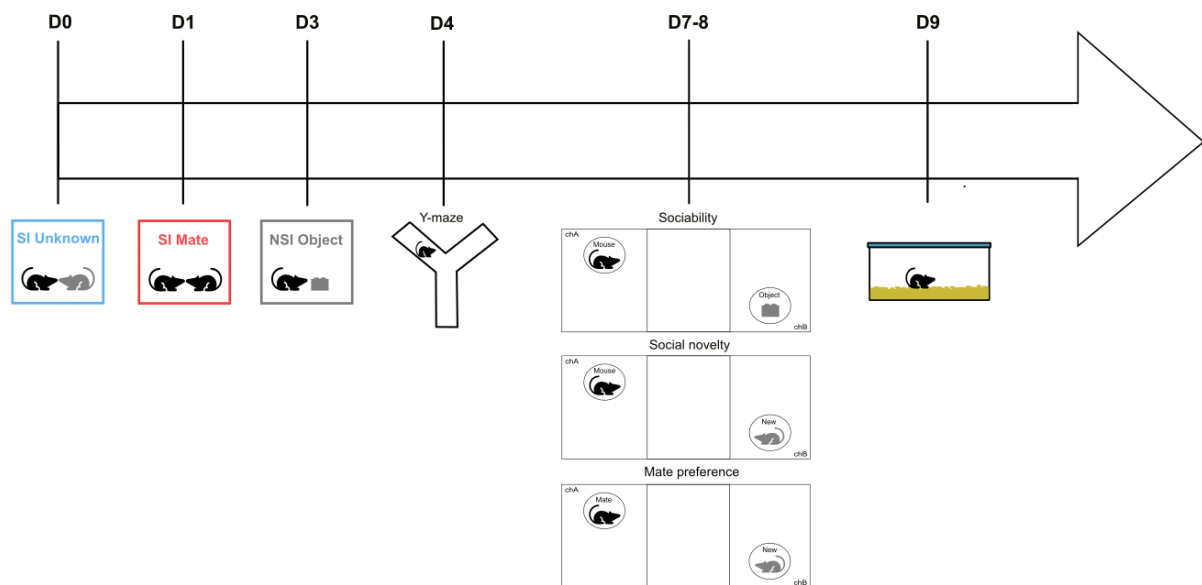 D0 D1 D3 D4 D7-8 D9
SI Unknown
SI Mate
NSI Object
Y-maze
Sociability
chA
Mouse
Object
chB
Social novelty
chA
Mouse
New
chB
Mate preference
chA
Mate
New
chB